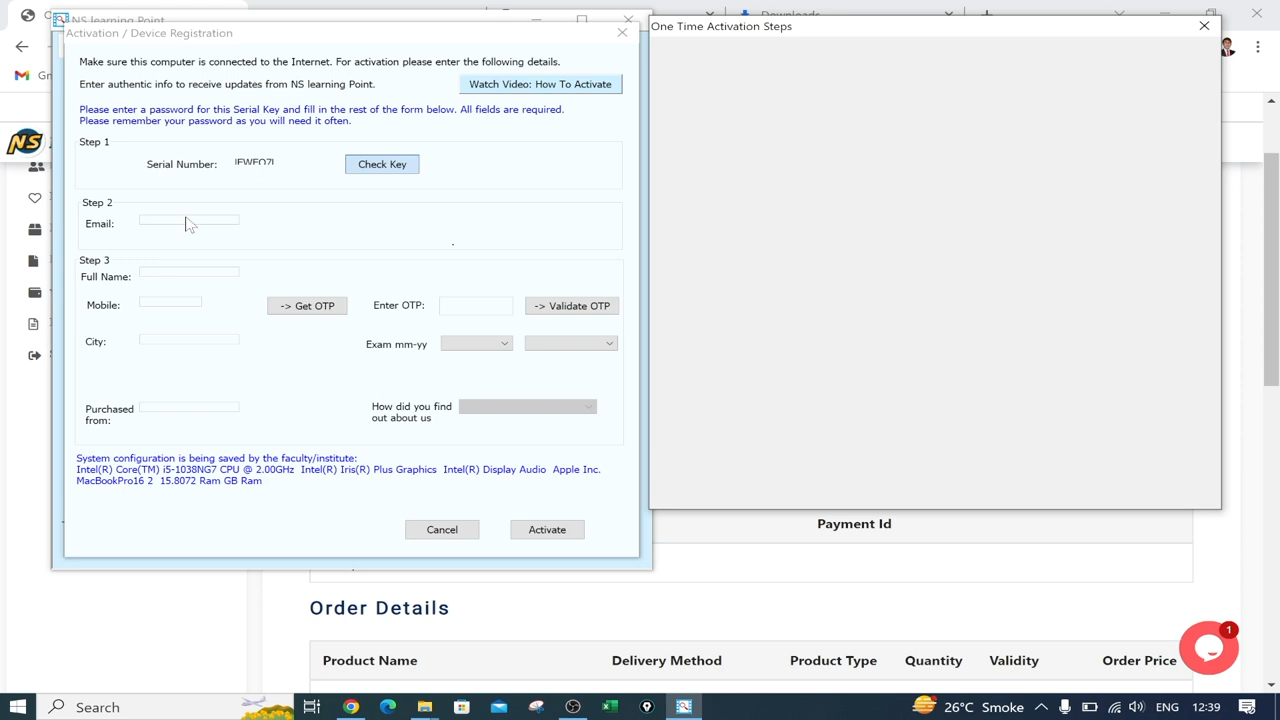 NS learning Point
Downloads
Activation / Device Registration
One Time Activation Steps
Make sure this computer is connected to the Internet. For activation please enter the following details.
Enter authentic info to receive updates from NS learning Point.
Watch Video: How To Activate
Please enter a password for this Serial Key and fill in the rest of the form below. All fields are required.
Please remember your password as you will need it often.
NS
Step 1
Serial Number:
Check Key
Step 2
Email:
Step 3
Full Name:
Mobile:
-> Get OTP
Enter OTP:
-> Validate OTP
City:
Exam mm-yy
Purchased
from:
How did you find
out about us
System configuration is being saved by the faculty/institute:
Intel(R) Core(TM) i5-1038NG7 CPU @ 2.00GHz Intel(R) Iris(R) Plus Graphics Intel(R) Display Audio Apple Inc.
MacBookPro16 2 15.8072 Ram GB Ram
Cancel
Activate
Payment Id
Order Details
Product Name
Delivery Method
Product Type
Quantity
Validity
Order Price
1
Search
26°C Smoke
ENG
12:39